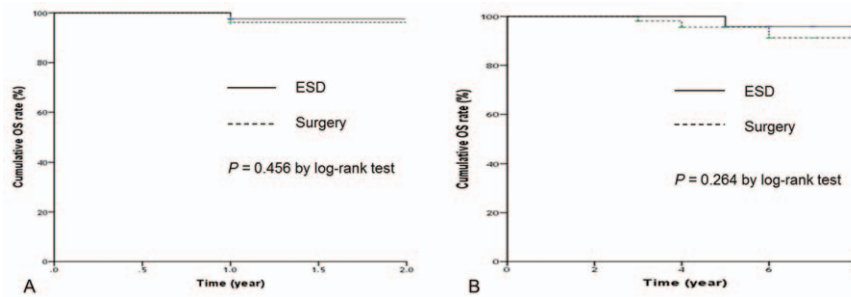 100
80
60
40
20
0
Cumulative OS rate (%)
ESD
Surgery
P = 0.456 by log-rank test
.0
.5
1.0
1.5
2.0
Time (year)
A
100
80
60
40
20
0
Cumulative OS rate (%)
ESD
Surgery
P = 0.264 by log-rank test
0
2
4
6
Time (year)
B